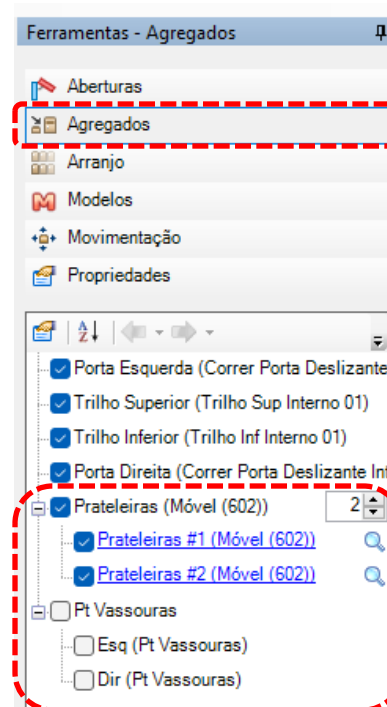 Ferramentas - Agregados
Aberturas
Agregados
Arranjo
Modelos
Movimentação
Propriedades
Porta Esquerda (Correr Porta Deslizante
Trilho Superior (Trilho Sup Interno 01)
Trilho Inferior (Trilho Inf Interno 01)
Porta Direita (Correr Porta Deslizante Int
Prateleiras (Móvel (602)) 2
Prateleiras #1 (Móvel (602))
Prateleiras #2 (Móvel (602))
Pt Vassouras
Esq (Pt Vassouras)
Dir (Pt Vassouras)